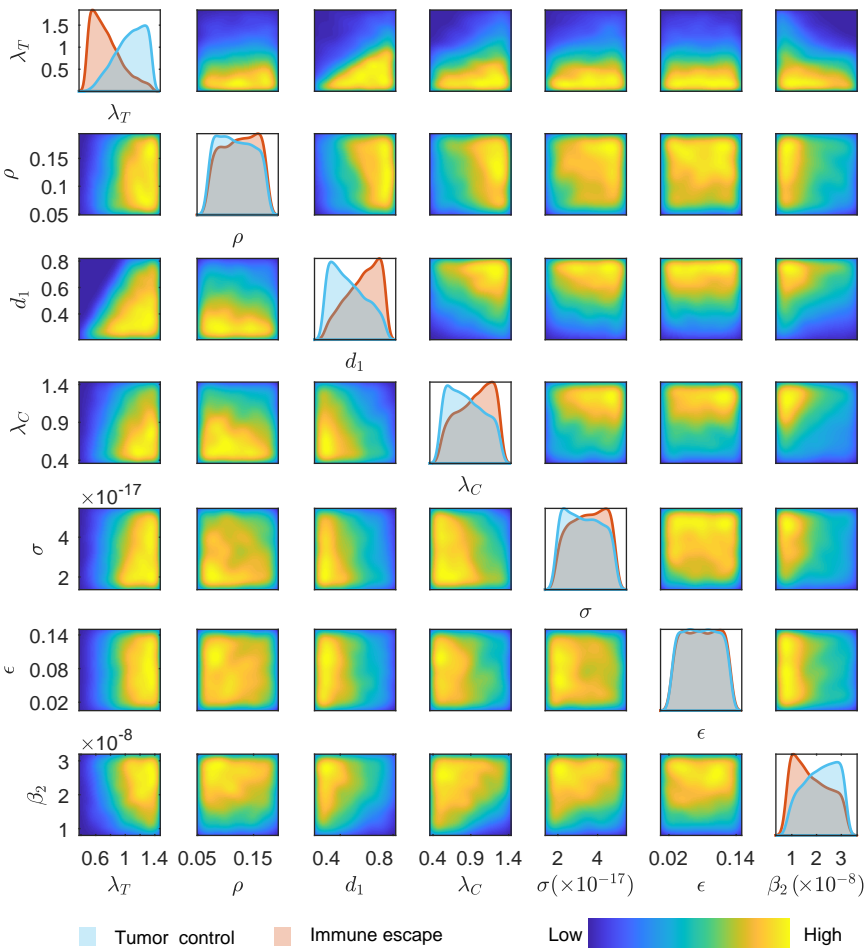 1.5
1
0.5
λ_T
λ_T
0.15
0.1
0.05
ρ
ρ
0.8
0.6
0.4
d_1
d_1
1.4
0.9
0.4
λ_C
λ_C
×10^-17
4
2
σ
σ
0.14
0.08
0.02
ϵ
ϵ
×10^-8
3
2
1
β_2
0.6 1 1.4 0.05 0.15 0.4 0.8 0.4 0.9 1.4 2 4 0.02 0.14 1 2 3
λ_T ρ d_1 λ_C σ(×10^-17) ϵ β_2(×10^-8)
Tumor control Immune escape Low High